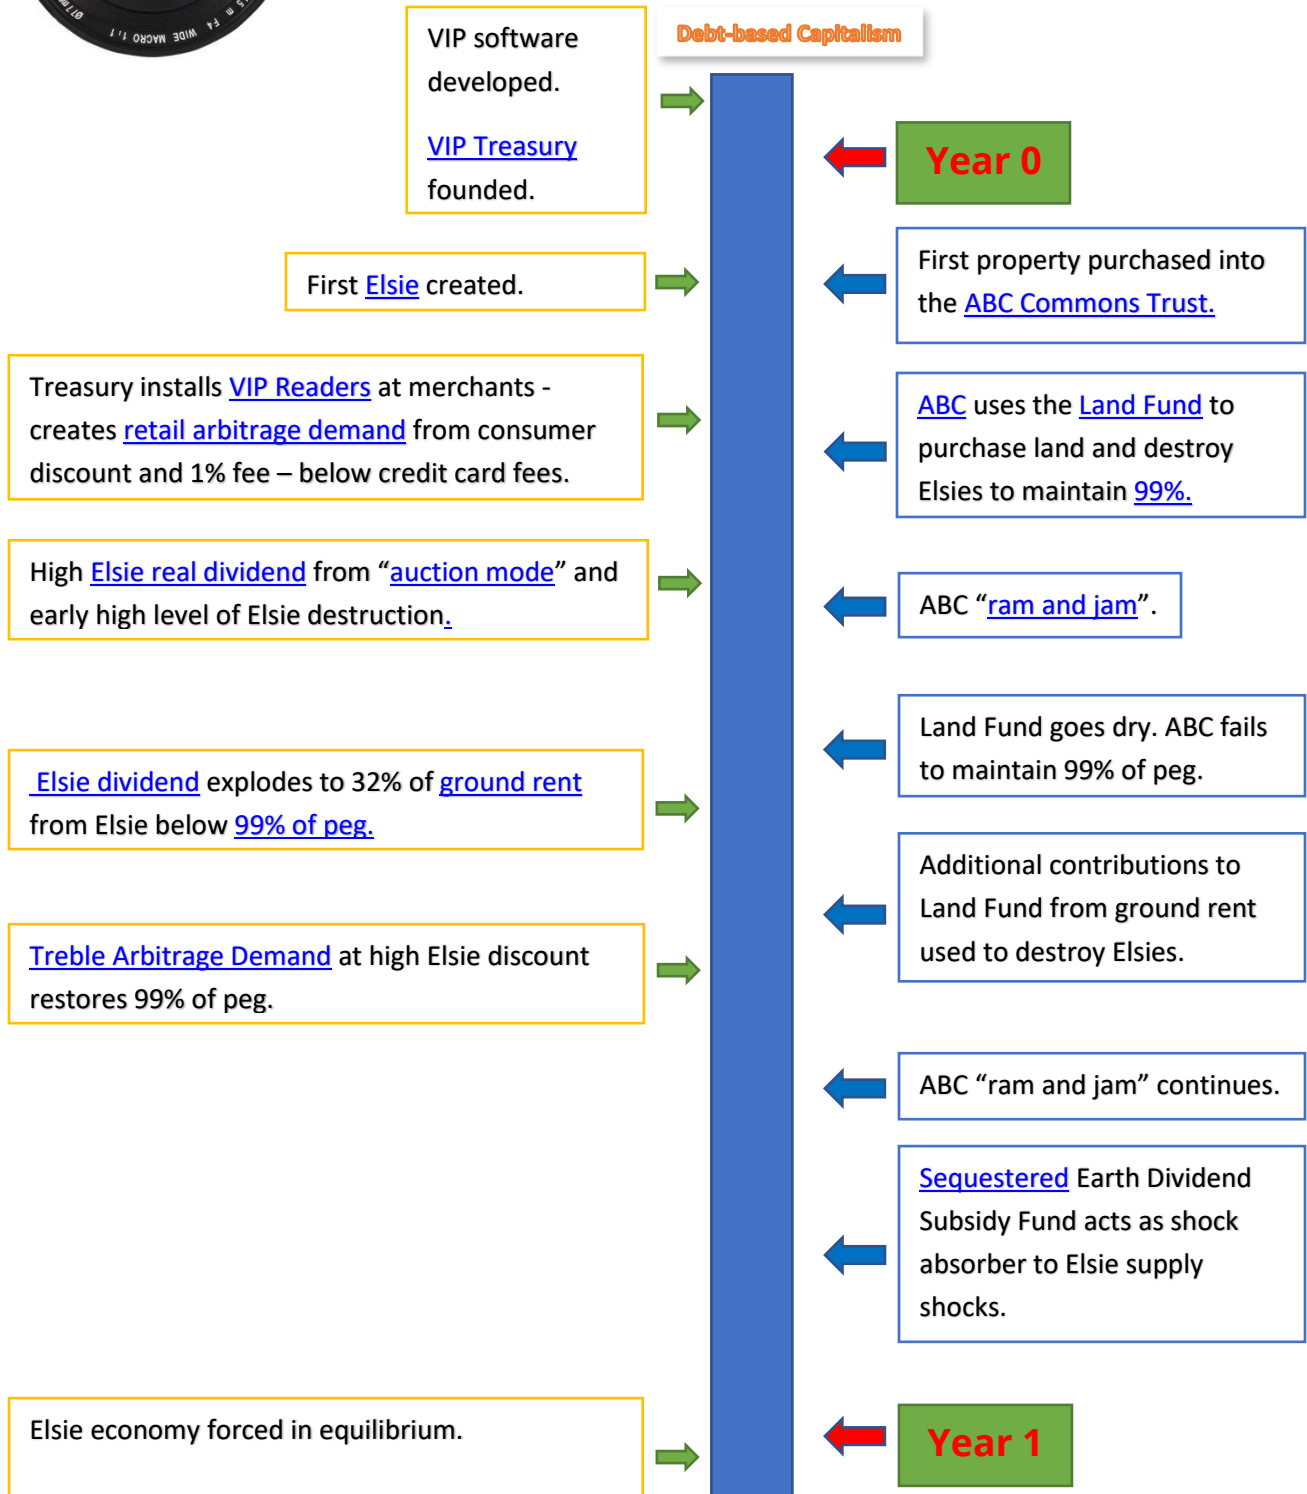 WIDE MACRO 1:1
VIP software
developed.
VIP Treasury
founded.
Debt-based Capitalism
Year 0
First Elsie created.
First property purchased into
the ABC Commons Trust.
Treasury installs VIP Readers at merchants -
creates retail arbitrage demand from consumer
discount and 1% fee – below credit card fees.
ABC uses the Land Fund to
purchase land and destroy
Elsies to maintain 99%.
High Elsie real dividend from “auction mode” and
early high level of Elsie destruction.
ABC “ram and jam”.
Land Fund goes dry. ABC fails
to maintain 99% of peg.
Elsie dividend explodes to 32% of ground rent
from Elsie below 99% of peg.
Additional contributions to
Land Fund from ground rent
used to destroy Elsies.
Treble Arbitrage Demand at high Elsie discount
restores 99% of peg.
ABC “ram and jam” continues.
Sequestered Earth Dividend
Subsidy Fund acts as shock
absorber to Elsie supply
shocks.
Elsie economy forced in equilibrium.
Year 1